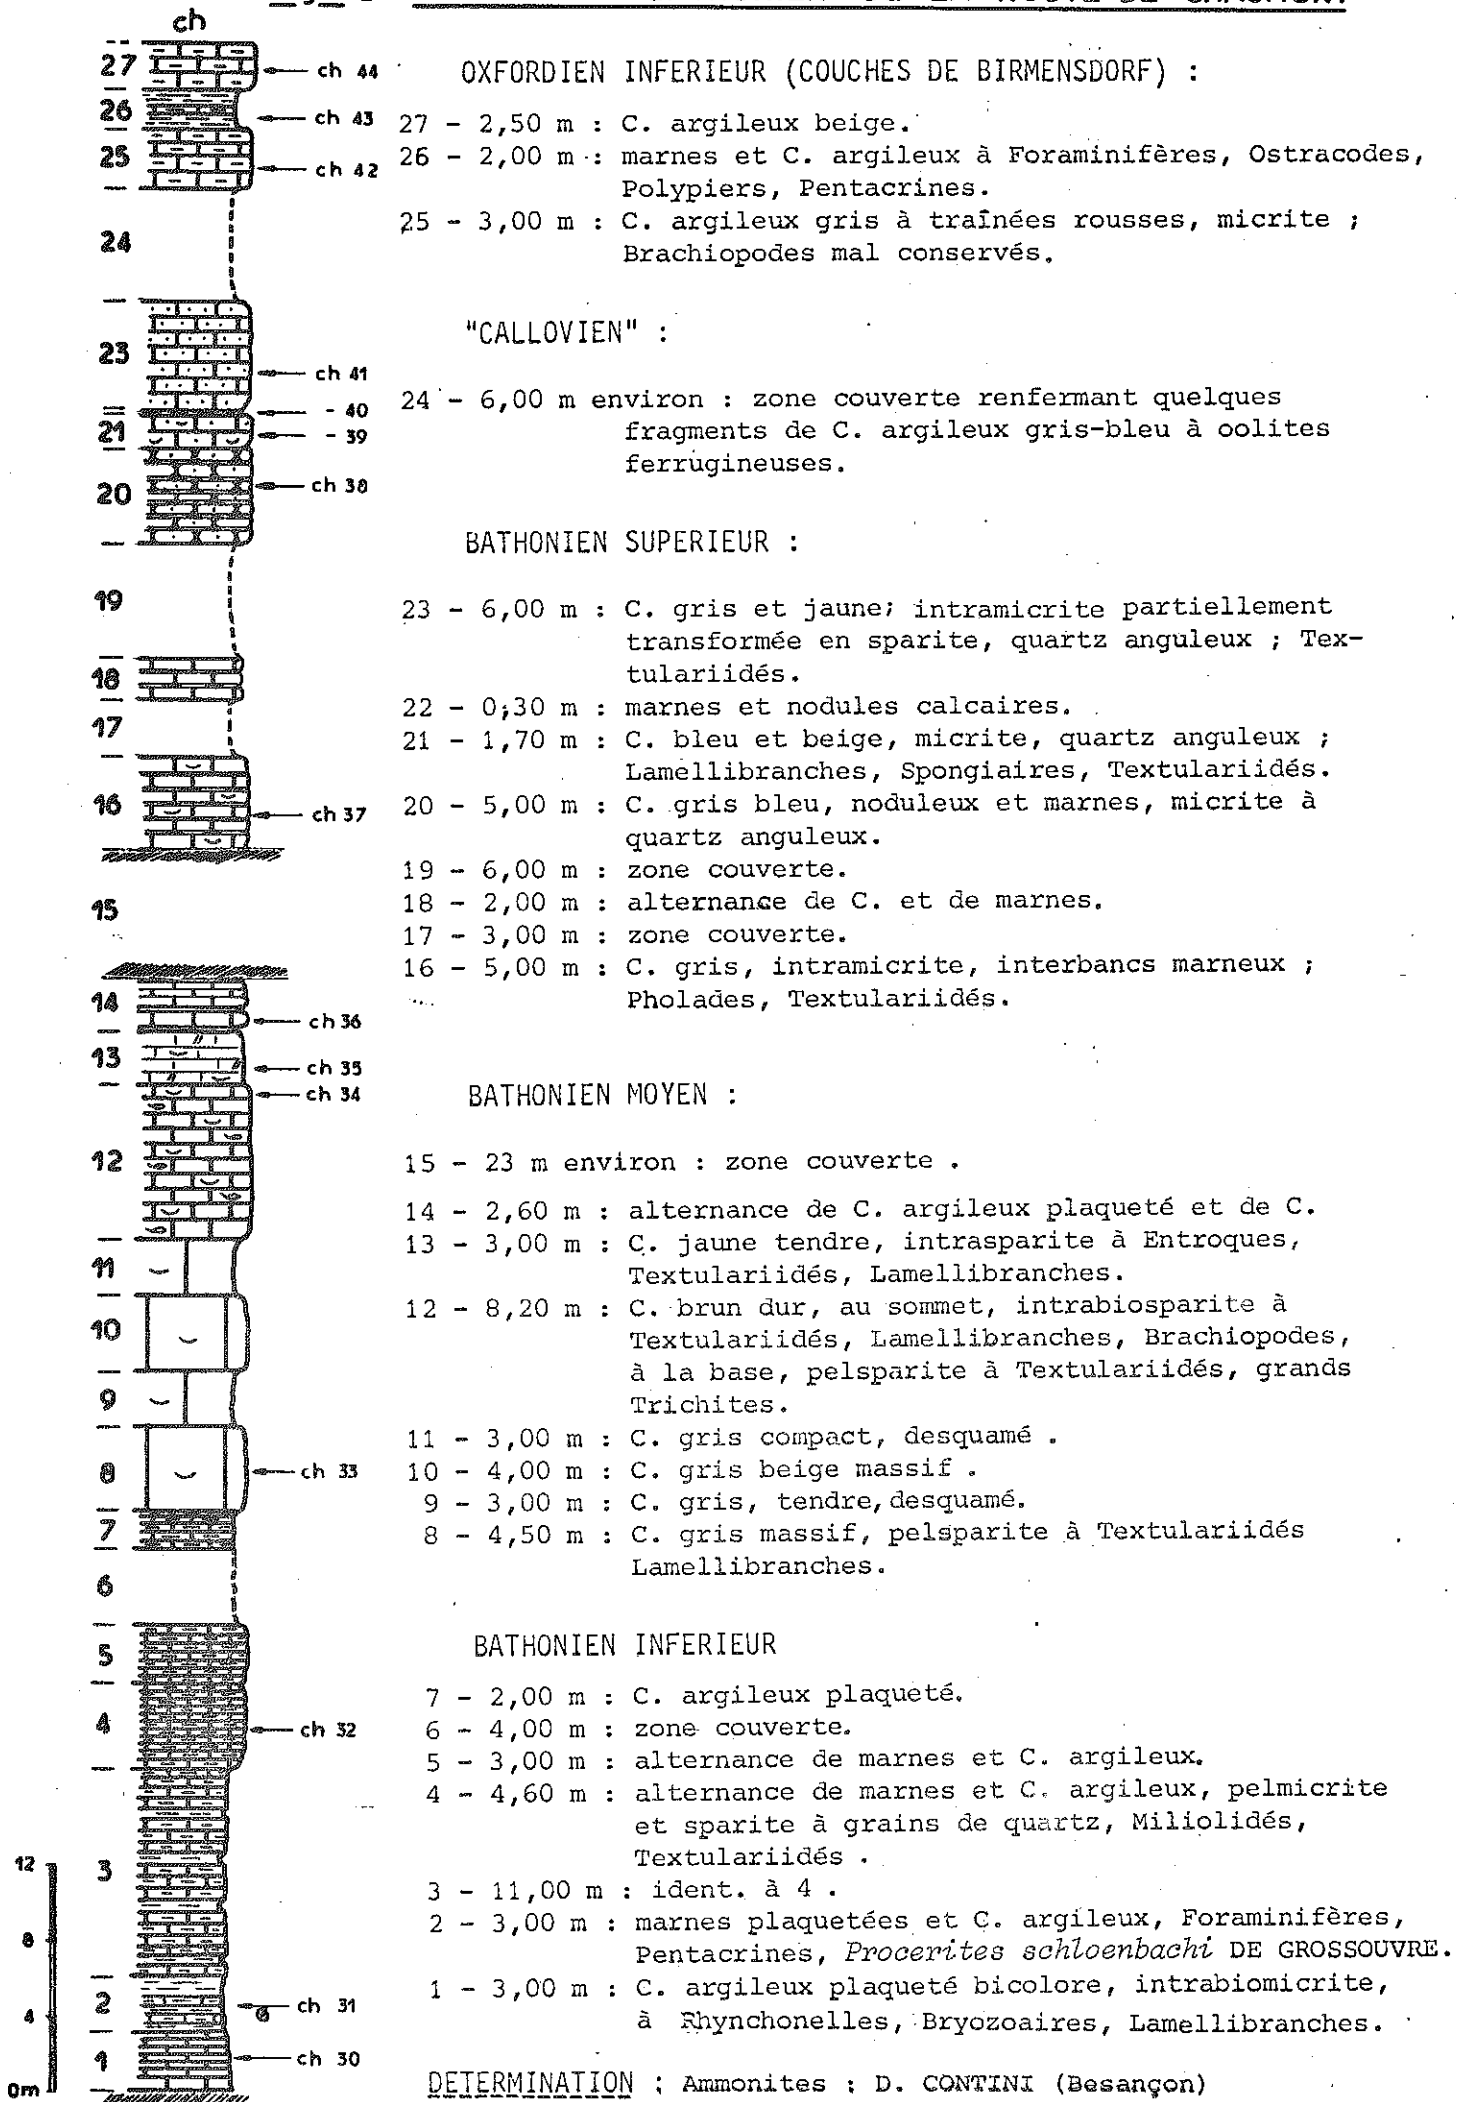 ROUTE DE CHAUMONT
ch
27
ch 44
26
ch 43
25
ch 42
24
23
ch 41
- 40
21
- 39
20
ch 38
19
18
17
16
ch 37
15
14
ch 36
13
ch 35
ch 34
12
11
10
9
8
ch 33
7
6
5
4
ch 32
3
2
ch 31
1
ch 30
12
8
4
0m
OXFORDIEN INFERIEUR (COUCHES DE BIRMENSDORF) :
27 - 2,50 m : C. argileux beige.
26 - 2,00 m : marnes et C. argileux à Foraminifères, Ostracodes,
Polypiers, Pentacrines.
25 - 3,00 m : C. argileux gris à traînées rousses, micrite ;
Brachiopodes mal conservés.
"CALLOVIEN" :
24 - 6,00 m environ : zone couverte renfermant quelques
fragments de C. argileux gris-bleu à oolites
ferrugineuses.
BATHONIEN SUPERIEUR :
23 - 6,00 m : C. gris et jaune; intramicrite partiellement
transformée en sparite, quartz anguleux ; Tex-
tulariidés.
22 - 0;30 m : marnes et nodules calcaires.
21 - 1,70 m : C. bleu et beige, micrite, quartz anguleux ;
Lamellibranches, Spongiaires, Textulariidés.
20 - 5,00 m : C. gris bleu, noduleux et marnes, micrite à
quartz anguleux.
19 - 6,00 m : zone couverte.
18 - 2,00 m : alternance de C. et de marnes.
17 - 3,00 m : zone couverte.
16 - 5,00 m : C. gris, intramicrite, interbancs marneux ;
Pholades, Textulariidés.
BATHONIEN MOYEN :
15 - 23 m environ : zone couverte .
14 - 2,60 m : alternance de C. argileux plaqueté et de C.
13 - 3,00 m : C. jaune tendre, intrasparite à Entroques,
Textulariidés, Lamellibranches.
12 - 8,20 m : C. brun dur, au sommet, intrabiosparite à
Textulariidés, Lamellibranches, Brachiopodes,
à la base, pelsparite à Textulariidés, grands
Trichites.
11 - 3,00 m : C. gris compact, desquamé .
10 - 4,00 m : C. gris beige massif .
9 - 3,00 m : C. gris, tendre, desquamé.
8 - 4,50 m : C. gris massif, pelsparite à Textulariidés
Lamellibranches.
BATHONIEN INFERIEUR
7 - 2,00 m : C. argileux plaqueté.
6 - 4,00 m : zone couverte.
5 - 3,00 m : alternance de marnes et C. argileux.
4 - 4,60 m : alternance de marnes et C. argileux, pelmicrite
et sparite à grains de quartz, Miliolidés,
Textulariidés .
3 - 11,00 m : ident. à 4 .
2 - 3,00 m : marnes plaquetées et C. argileux, Foraminifères,
Pentacrines, Procerites schloenbachi DE GROSSOUVRE.
1 - 3,00 m : C. argileux plaqueté bicolore, intrabiomicrite,
à Rhynchonelles, Bryozoaires, Lamellibranches.
DETERMINATION : Ammonites : D. CONTINI (Besançon)